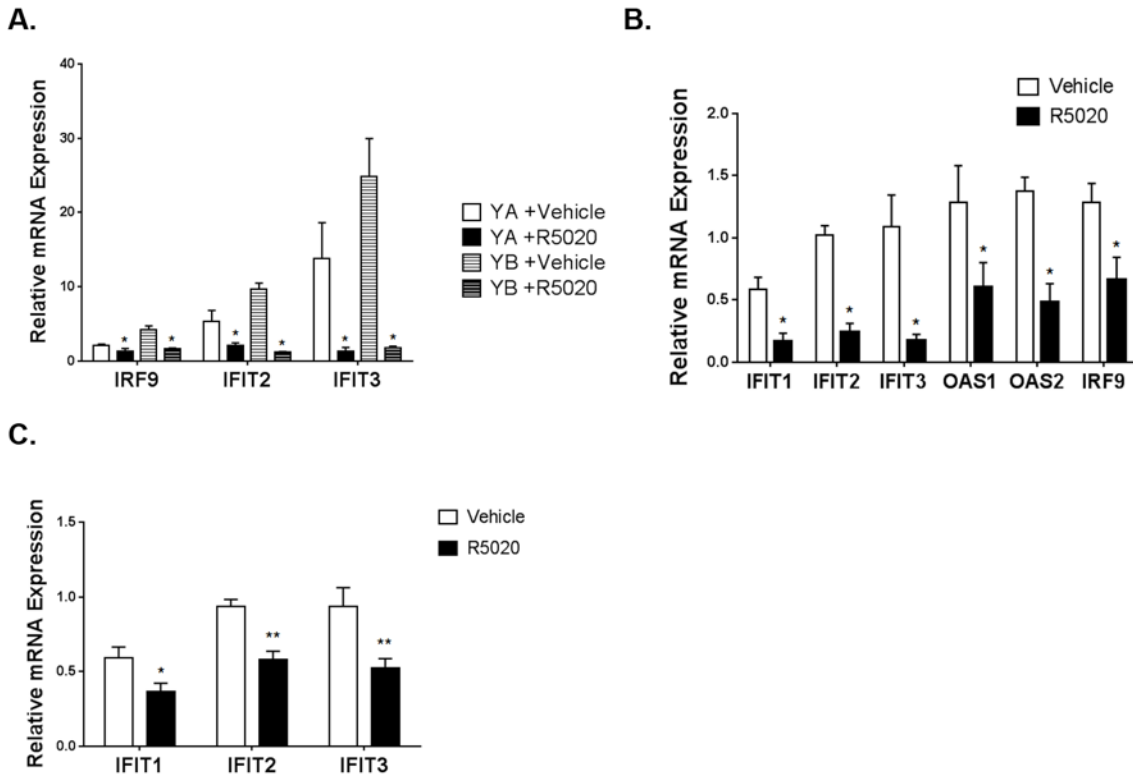 A.
Relative mRNA Expression
40
30
20
10
0
* * * * * *
IRF9 IFIT2 IFIT3
YA +Vehicle
YA +R5020
YB +Vehicle
YB +R5020
B.
Relative mRNA Expression
2.0
1.5
1.0
0.5
0.0
* * * * * *
IFIT1 IFIT2 IFIT3 OAS1 OAS2 IRF9
Vehicle
R5020
C.
Relative mRNA Expression
1.5
1.0
0.5
0.0
* ** **
IFIT1 IFIT2 IFIT3
Vehicle
R5020